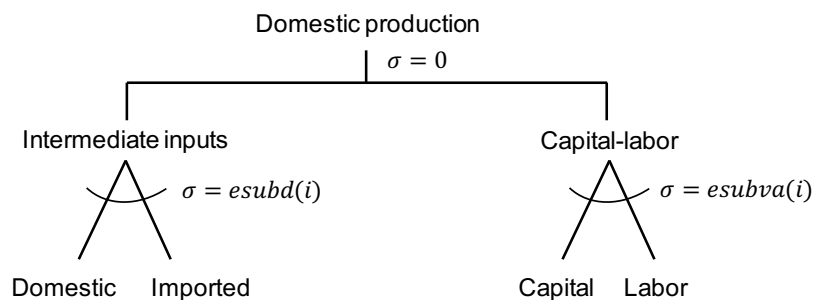 Domestic production
σ = 0
Intermediate inputs
Capital-labor
σ = esubd(i)
σ = esubva(i)
Domestic
Imported
Capital
Labor